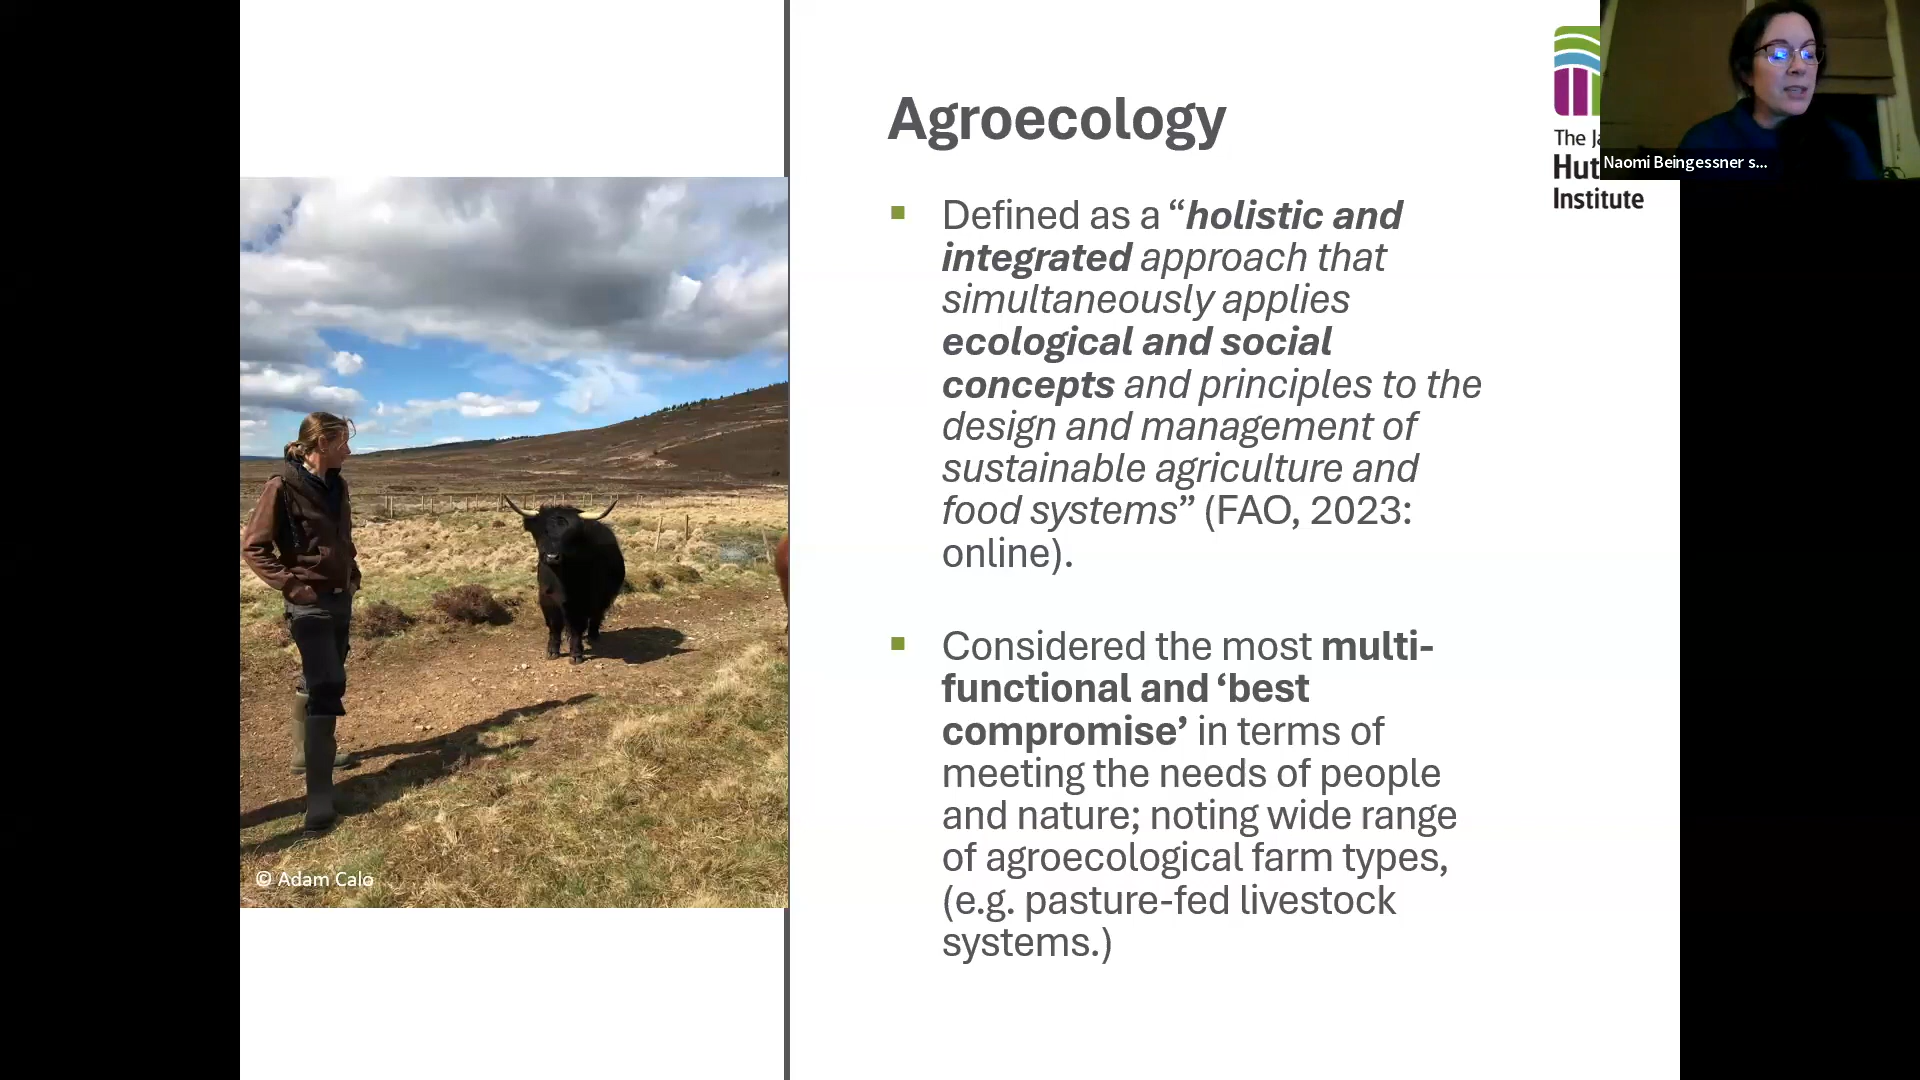 Agroecology
Defined as a “holistic and
integrated approach that
simultaneously applies
ecological and social
concepts and principles to the
design and management of
sustainable agriculture and
food systems” (FAO, 2023:
online).
Considered the most multi-
functional and ‘best
compromise’ in terms of
meeting the needs of people
and nature; noting wide range
of agroecological farm types,
(e.g. pasture-fed livestock
systems.)
© Adam Calo
The Ja
Hut
Institute
Naomi Beingessner s...